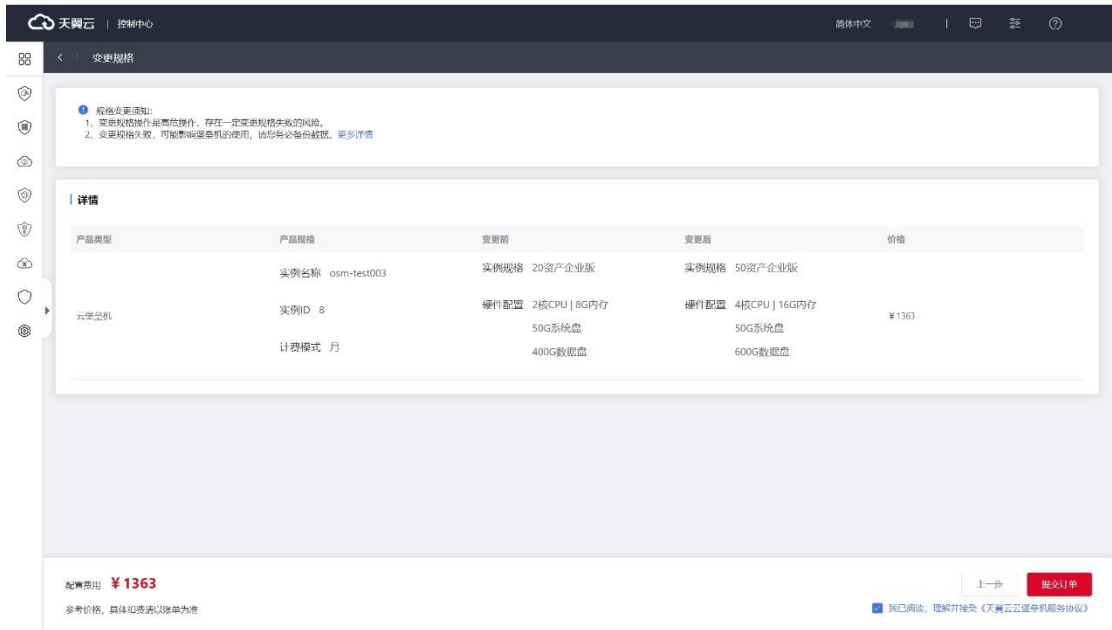 天翼云 | 控制中心
简体中文
变更规格
规格变更须知:
1、变更规格操作是高危操作，存在一定变更规格失败的风险。
2、变更规格失败，可能影响堡垒机的使用，请您务必备份数据。更多详情
详情
产品类型 产品规格 变更前 变更后 价格
实例名称 osm-test003 实例规格 20资产企业版 实例规格 50资产企业版
云堡垒机 实例ID 8 硬件配置 2核CPU | 8G内存 硬件配置 4核CPU | 16G内存 ¥1363
50G系统盘 50G系统盘
计费模式 月 400G数据盘 600G数据盘
配置费用 ¥1363
上一步 提交订单
参考价格，具体扣费请以账单为准
我已阅读，理解并接受《天翼云云堡垒机服务协议》